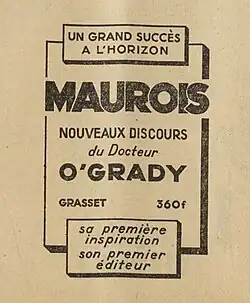 UN GRAND SUCCÈS
A L'HORIZON
MAUROIS
NOUVEAUX DISCOURS
du Docteur
O'GRADY
GRASSET 360f
sa première
inspiration
son premier
éditeur